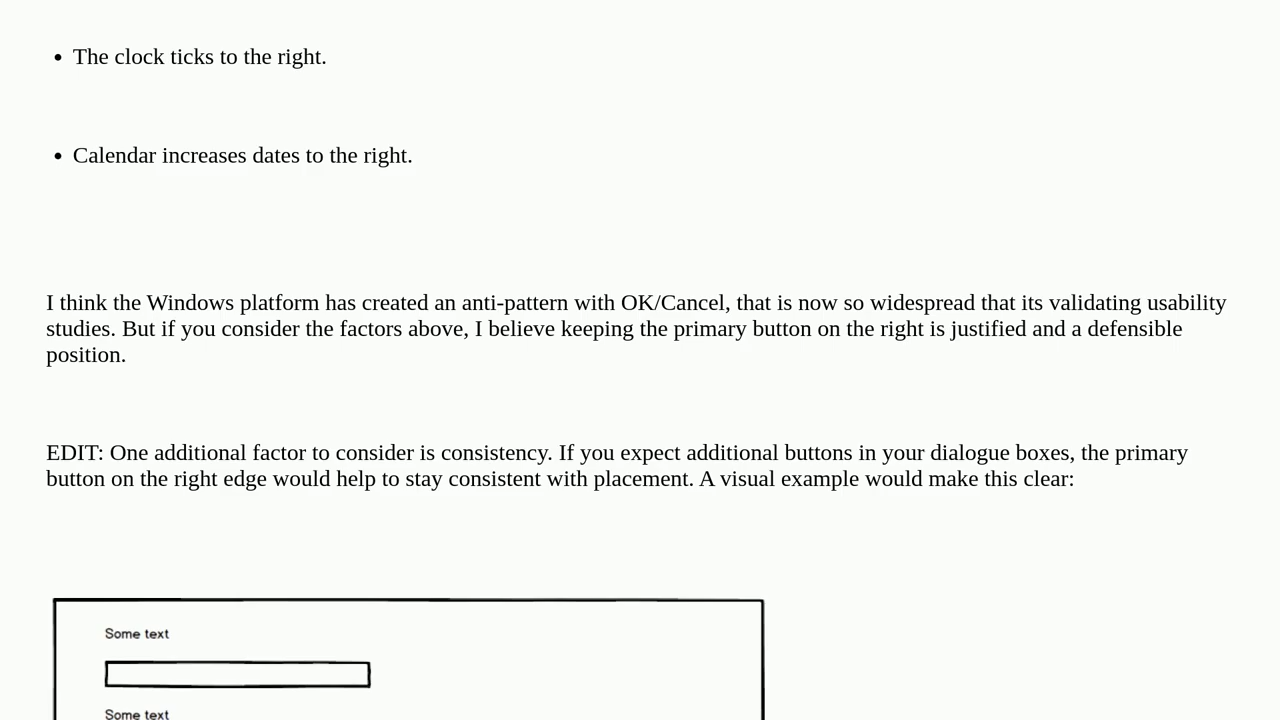 • The clock ticks to the right.
• Calendar increases dates to the right.
I think the Windows platform has created an anti-pattern with OK/Cancel, that is now so widespread that its validating usability
studies. But if you consider the factors above, I believe keeping the primary button on the right is justified and a defensible
position.
EDIT: One additional factor to consider is consistency. If you expect additional buttons in your dialogue boxes, the primary
button on the right edge would help to stay consistent with placement. A visual example would make this clear:
Some text
Some text